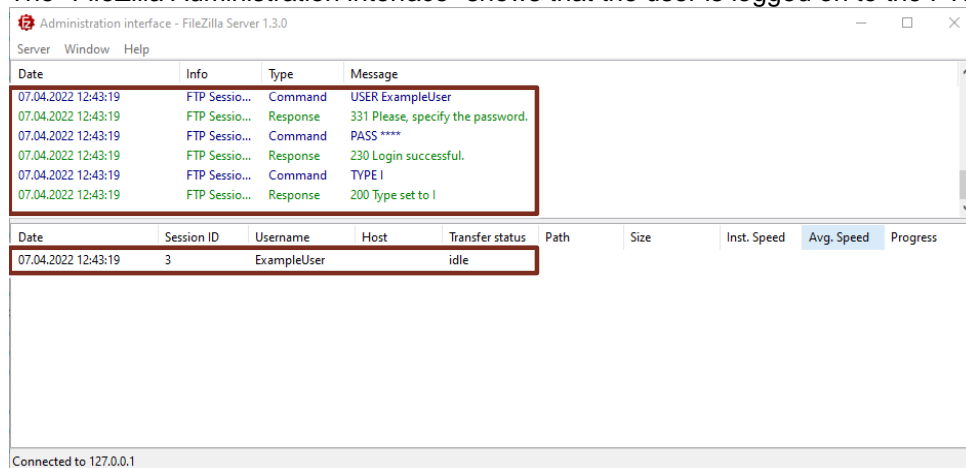 The "FileZilla Administration interface" shows that the user is logged on to the
Administration interface - FileZilla Server 1.3.0
Server Window Help
Date Info Type Message
07.04.2022 12:43:19 FTP Sessio... Command USER ExampleUser
07.04.2022 12:43:19 FTP Sessio... Response 331 Please, specify the password.
07.04.2022 12:43:19 FTP Sessio... Command PASS ****
07.04.2022 12:43:19 FTP Sessio... Response 230 Login successful.
07.04.2022 12:43:19 FTP Sessio... Command TYPE I
07.04.2022 12:43:19 FTP Sessio... Response 200 Type set to I
Date Session ID Username Host Transfer status Path Size Inst. Speed Avg. Speed Progress
07.04.2022 12:43:19 3 ExampleUser idle
Connected to 127.0.0.1